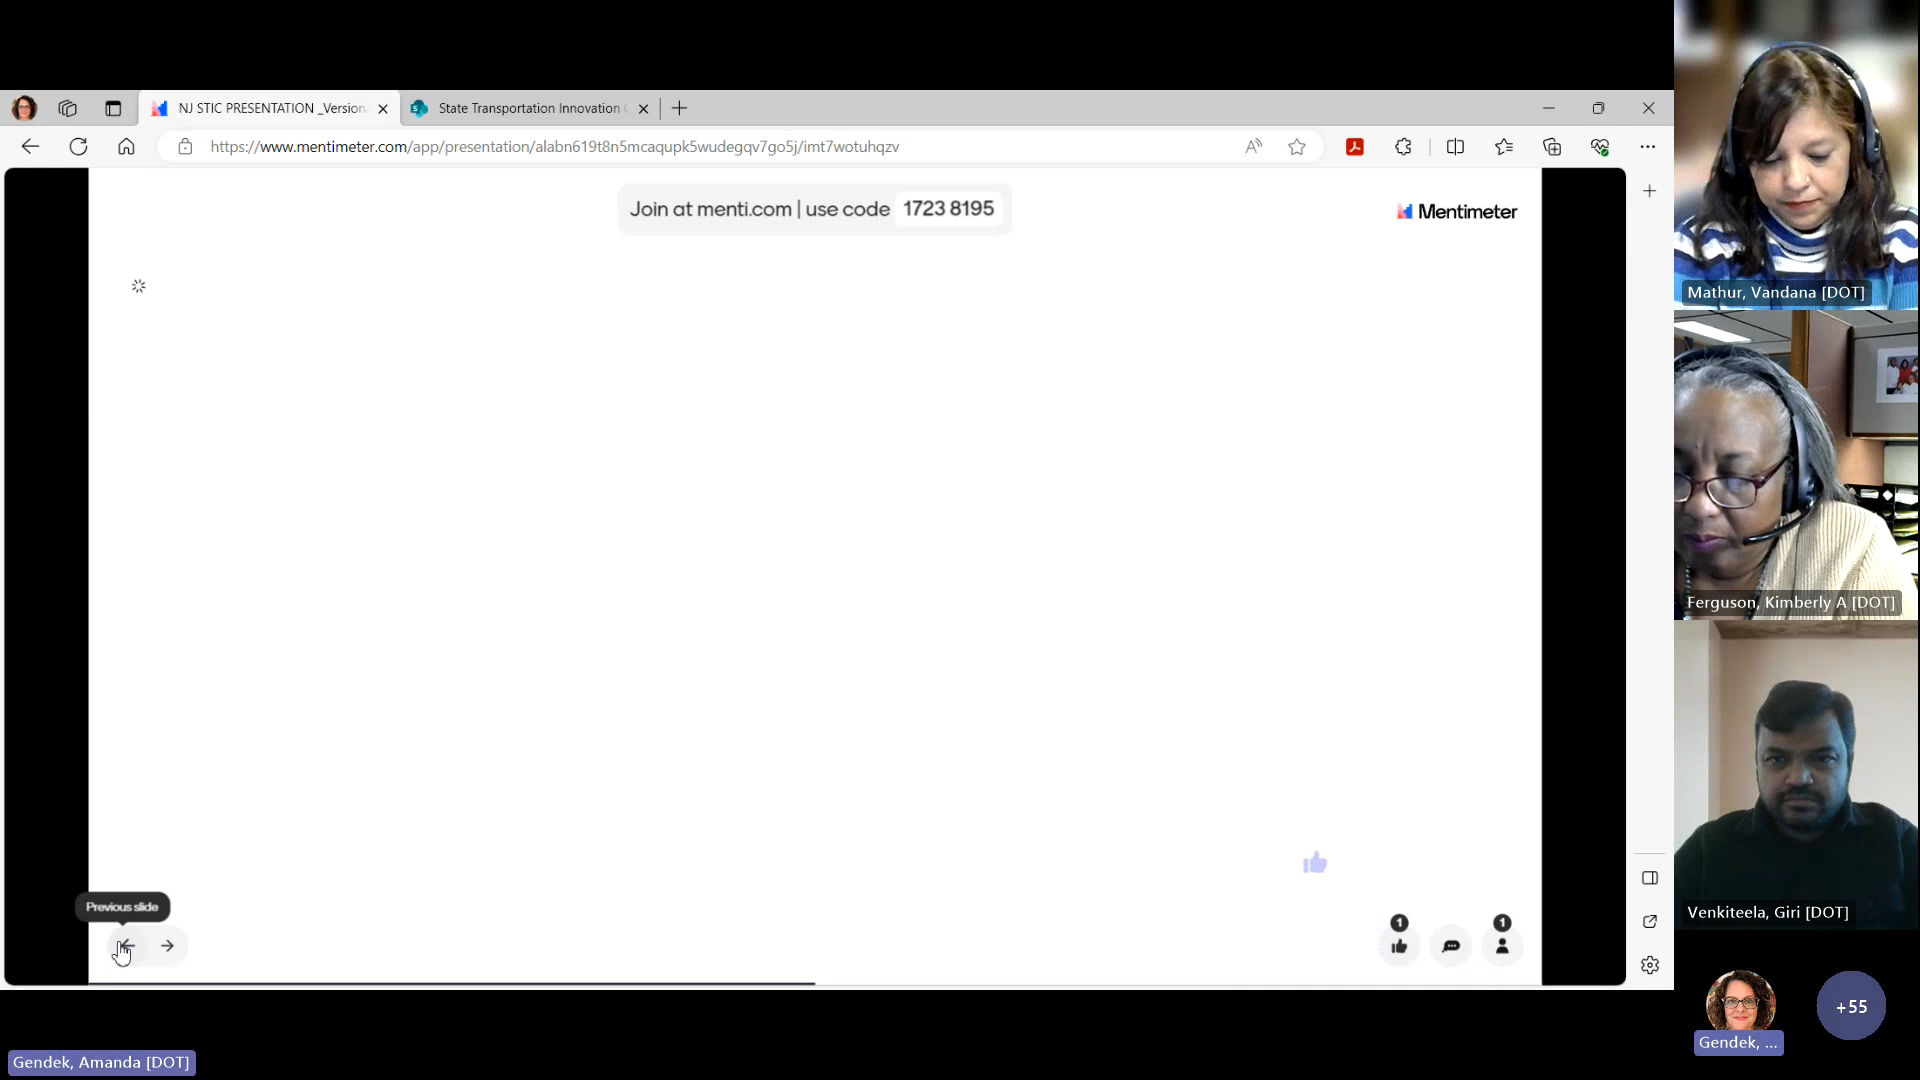 NJ STIC PRESENTATION _Version
State Transportation Innovation
https://www.mentimeter.com/app/presentation/alabn619t8n5mcaqupk5wudegqv7go5j/imt7wotuhqzv
Join at menti.com | use code 1723 8195
Mentimeter
Previous slide
1
1
Mathur, Vandana [DOT]
Ferguson, Kimberly A [DOT]
Venkiteela, Giri [DOT]
+55
Gendek, ...
Gendek, Amanda [DOT]